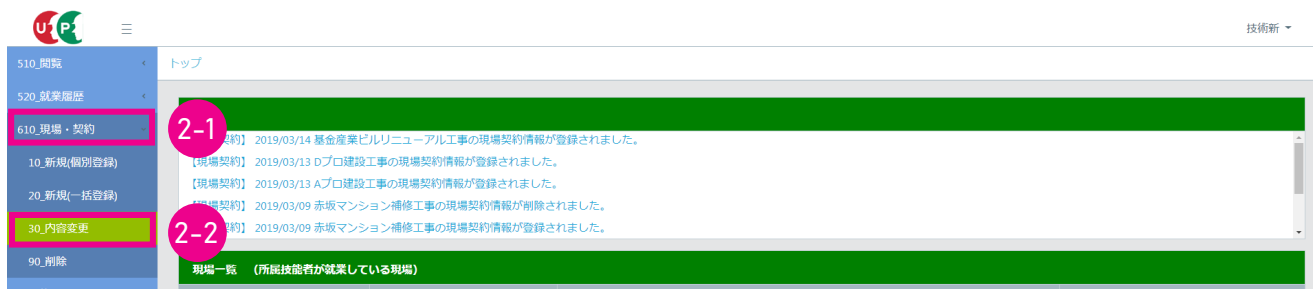 UP
技術新
510_閲覧
トップ
520_就業履歴
610_現場・契約
2-1
契約】 2019/03/14 基金産業ビルリニューアル工事の現場契約情報が登録されました。
10_新規(個別登録)
【現場契約】 2019/03/13 Dプロ建設工事の現場契約情報が登録されました。
【現場契約】 2019/03/13 Aプロ建設工事の現場契約情報が登録されました。
20_新規(一括登録)
【現場契約】 2019/03/09 赤坂マンション補修工事の現場契約情報が削除されました。
30_内容変更
2-2
契約】 2019/03/09 赤坂マンション補修工事の現場契約情報が登録されました。
90_削除
現場一覧 (所属技能者が就業している現場)